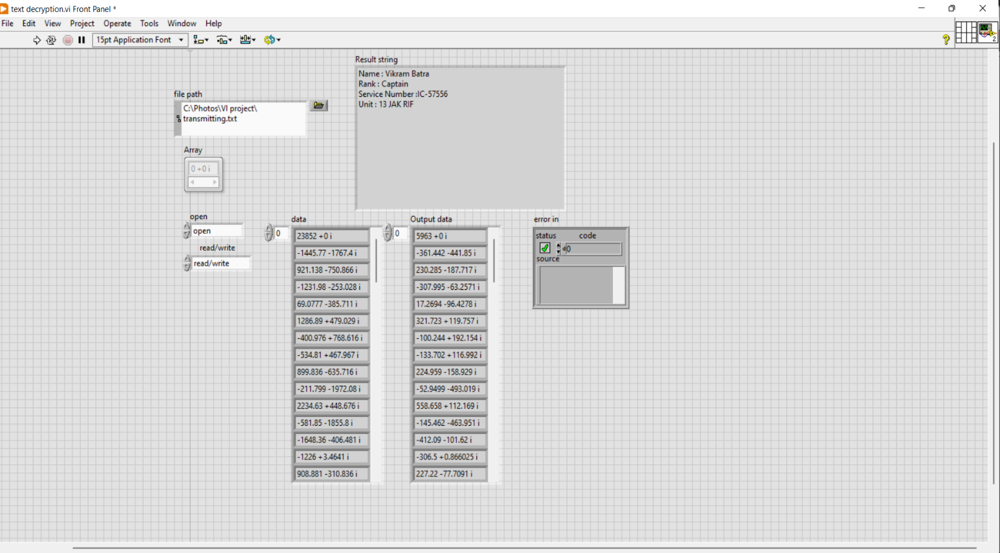 text decryption.vi Front Panel *
File Edit View Project Operate Tools Window Help
15pt Application Font
2
Result string
Name : Vikram Batra
Rank : Captain
Service Number :IC-57556
Unit : 13 JAK RIF
file path
C:\Photos\VI project\
transmitting.txt
Array
0 +0 i
open
open
read/write
read/write
data
0
23852 +0 i
-1445.77 -1767.4 i
921.138 -750.866 i
-1231.98 -253.028 i
69.0777 -385.711 i
1286.89 +479.029 i
-400.976 +768.616 i
-534.81 +467.967 i
899.836 -635.716 i
-211.799 -1972.08 i
2234.63 +448.676 i
-581.85 -1855.8 i
-1648.36 -406.481 i
-1226 +3.4641 i
908.881 -310.836 i
Output data
0
5963 +0 i
-361.442 -441.85 i
230.285 -187.717 i
-307.995 -63.2571 i
17.2694 -96.4278 i
321.723 +119.757 i
-100.244 +192.154 i
-133.702 +116.992 i
224.959 -158.929 i
-52.9499 -493.019 i
558.658 +112.169 i
-145.462 -463.951 i
-412.09 -101.62 i
-306.5 +0.866025 i
227.22 -77.7091 i
error in
status code
d0
source